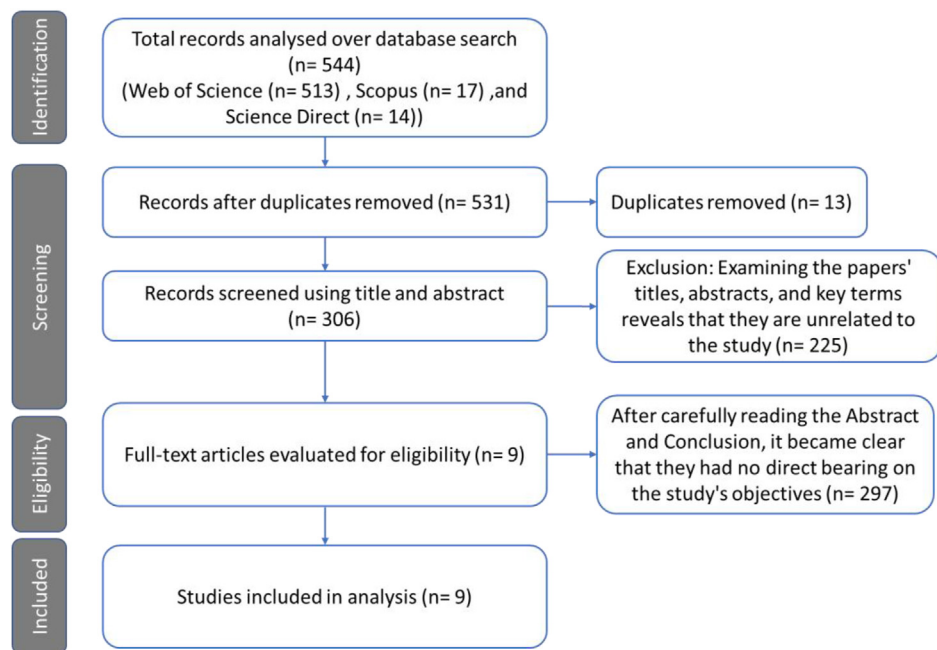 Identification
Total records analysed over database search
(n= 544)
(Web of Science (n= 513) , Scopus (n= 17) ,and
Science Direct (n= 14))
Screening
Records after duplicates removed (n= 531)
Duplicates removed (n= 13)
Records screened using title and abstract
(n= 306)
Exclusion: Examining the papers'
titles, abstracts, and key terms
reveals that they are unrelated to
the study (n= 225)
Eligibility
Full-text articles evaluated for eligibility (n= 9)
After carefully reading the Abstract
and Conclusion, it became clear
that they had no direct bearing on
the study's objectives (n= 297)
Included
Studies included in analysis (n= 9)